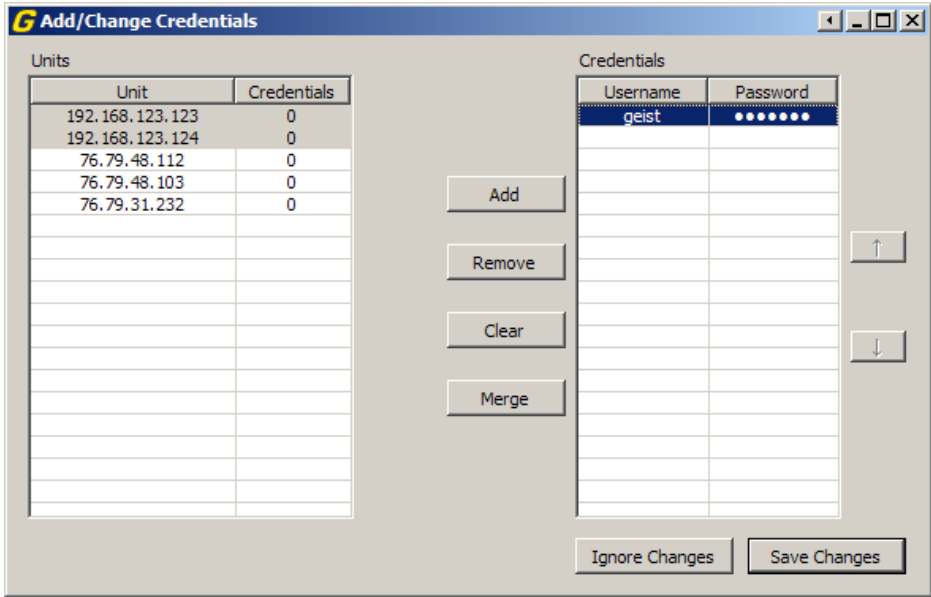 G Add/Change Credentials
Units
Unit Credentials
192.168.123.123 0
192.168.123.124 0
76.79.48.112 0
76.79.48.103 0
76.79.31.232 0
Add
Remove
Clear
Merge
Credentials
Username Password
geist •••••••
↑
↓
Ignore Changes
Save Changes